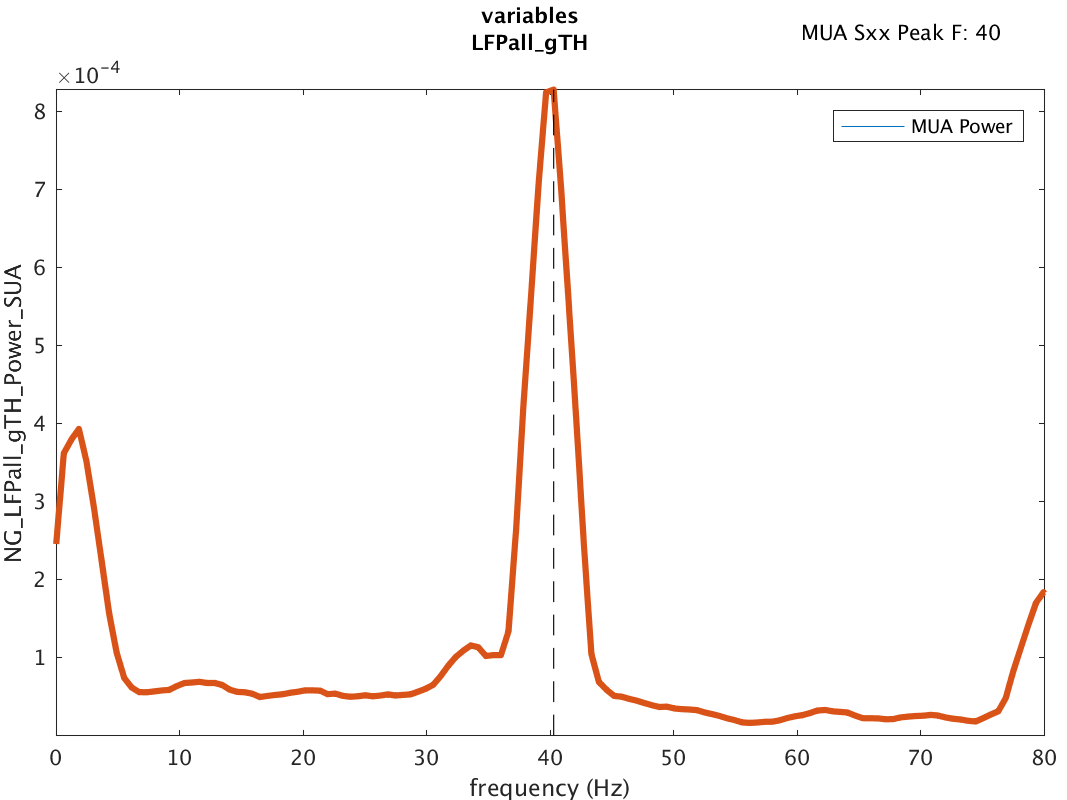 variables
LFPall_gTH
MUA Sxx Peak F: 40
×10⁻⁴
MUA Power
8
7
6
5
4
3
2
1
NG_LFPall_gTH_Power_SUA
0 10 20 30 40 50 60 70 80
frequency (Hz)